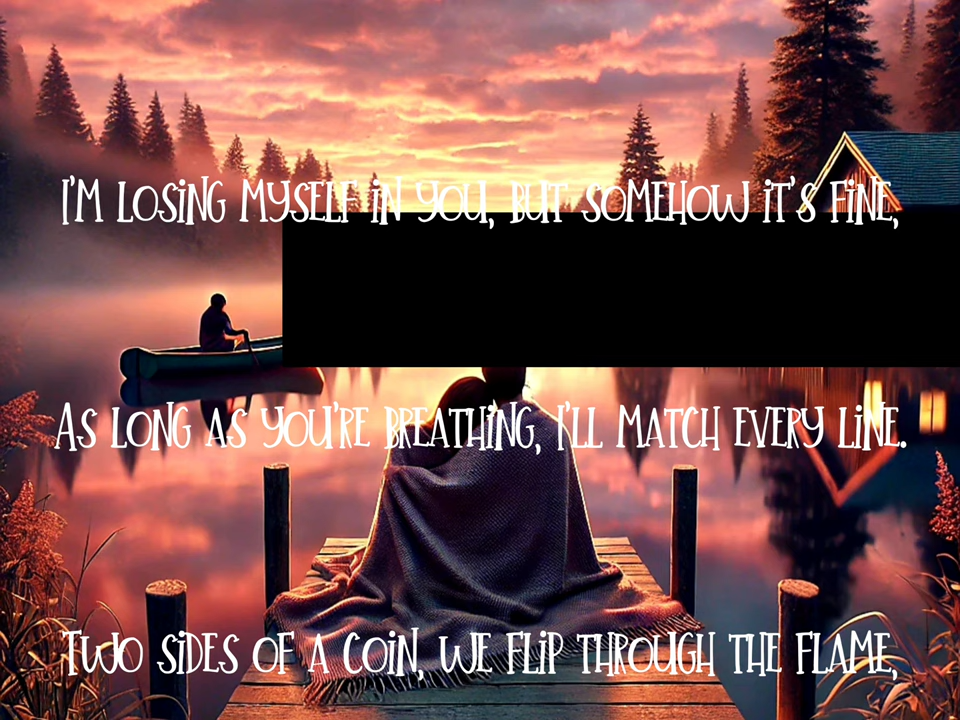 I'm losing myself in you, but somehow it's fine,
As long as you're breathing, I'll match every line.
Two sides of a coin, we flip through the flame,